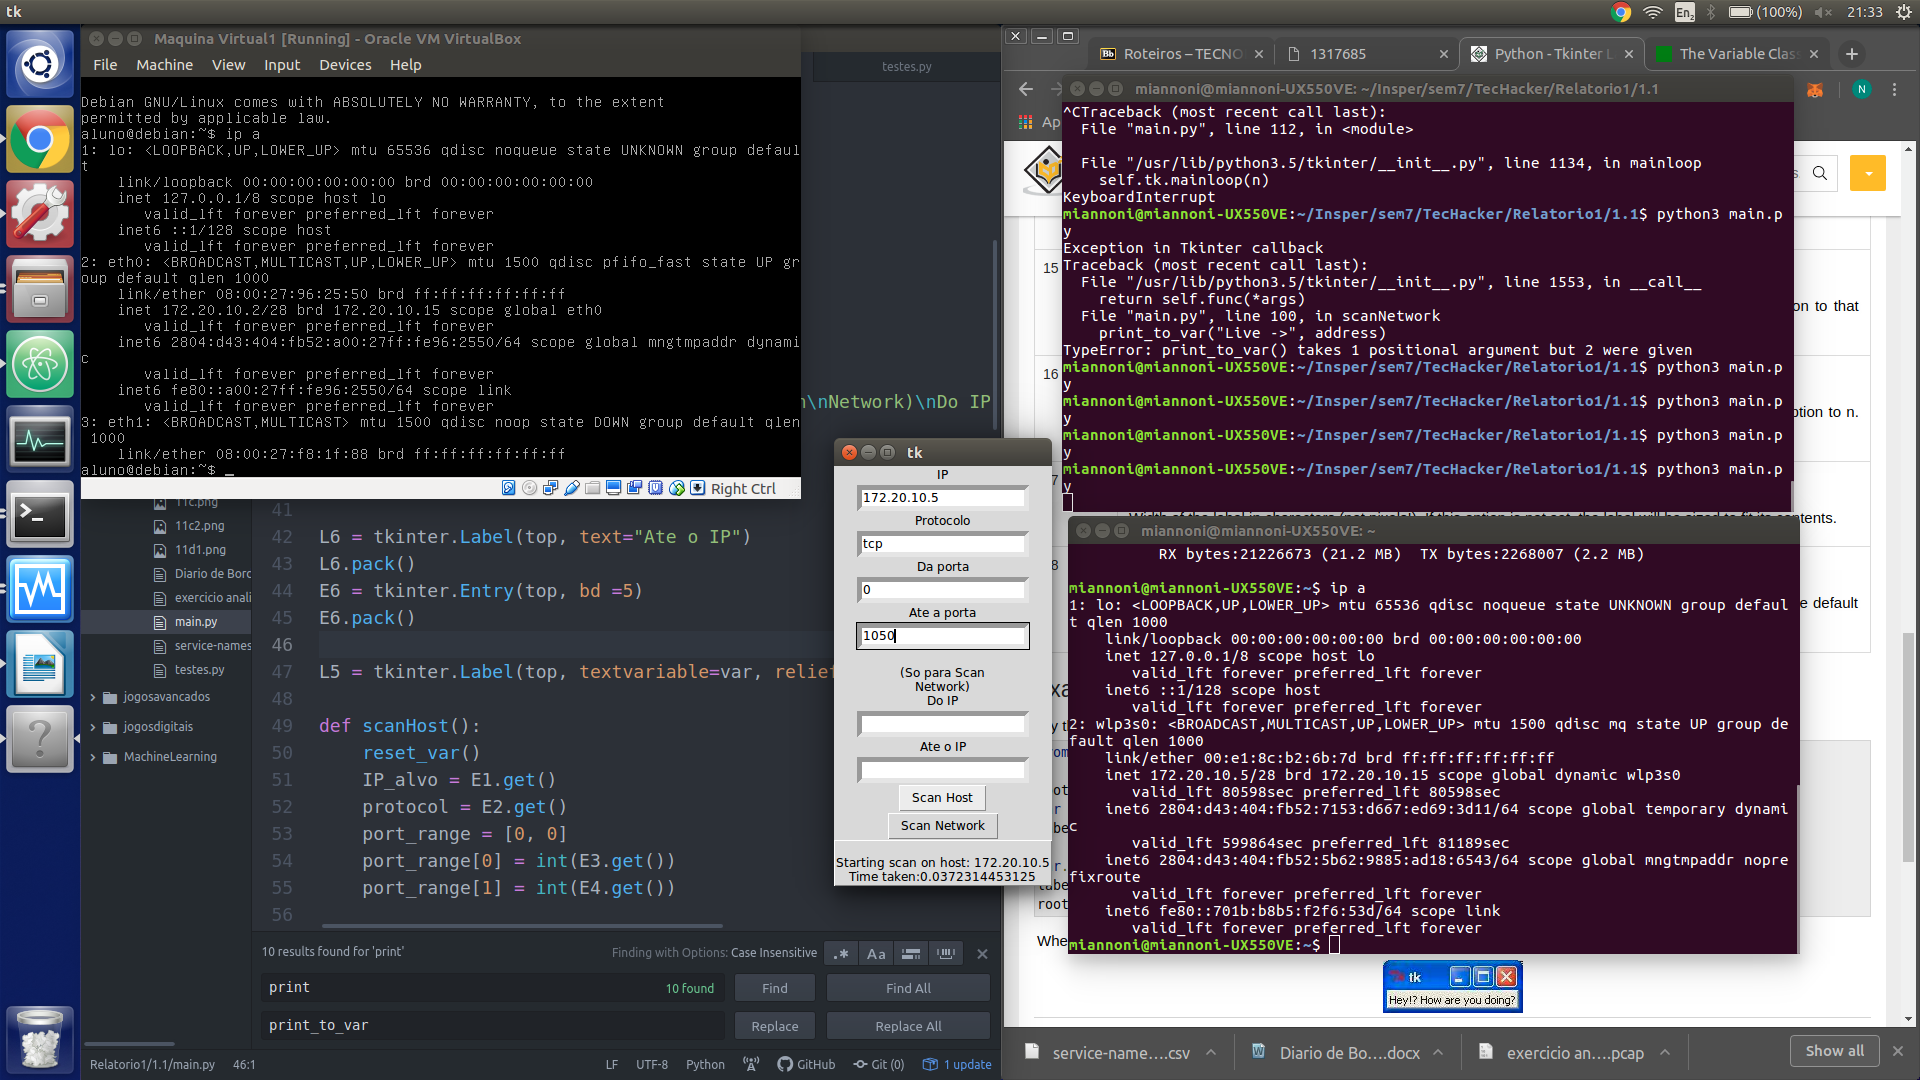 tk
En2
(100%)
21:33
Maquina Virtual1 [Running] - Oracle VM VirtualBox
File Machine View Input Devices Help
Debian GNU/Linux comes with ABSOLUTELY NO WARRANTY, to the extent
permitted by applicable law.
aluno@debian:~$ ip a
1: lo: <LOOPBACK,UP,LOWER_UP> mtu 65536 qdisc noqueue state UNKNOWN group defaul
t
link/loopback 00:00:00:00:00:00 brd 00:00:00:00:00:00
inet 127.0.0.1/8 scope host lo
valid_lft forever preferred_lft forever
inet6 ::1/128 scope host
valid_lft forever preferred_lft forever
2: eth0: <BROADCAST,MULTICAST,UP,LOWER_UP> mtu 1500 qdisc pfifo_fast state UP gr
oup default qlen 1000
link/ether 08:00:27:96:25:50 brd ff:ff:ff:ff:ff:ff
inet 172.20.10.2/28 brd 172.20.10.15 scope global eth0
valid_lft forever preferred_lft forever
inet6 2804:d43:404:fb52:a00:27ff:fe96:2550/64 scope global mngtmpaddr dynami
c
valid_lft forever preferred_lft forever
inet6 fe80::a00:27ff:fe96:2550/64 scope link
valid_lft forever preferred_lft forever
3: eth1: <BROADCAST,MULTICAST> mtu 1500 qdisc noop state DOWN group default qlen
1000
link/ether 08:00:27:f8:1f:88 brd ff:ff:ff:ff:ff:ff
aluno@debian:~$ _
Right Ctrl
testes.py
n\nNetwork)\nDo IP
11c.png
11c2.png
11d1.png
Diario de Bord
exercicio anali
main.py
service-names
testes.py
jogosavancados
jogosdigitais
MachineLearning
41
42 L6 = tkinter.Label(top, text="Ate o IP")
43 L6.pack()
44 E6 = tkinter.Entry(top, bd =5)
45 E6.pack()
46
47 L5 = tkinter.Label(top, textvariable=var, relief
48
49 def scanHost():
50 reset_var()
51 IP_alvo = E1.get()
52 protocol = E2.get()
53 port_range = [0, 0]
54 port_range[0] = int(E3.get())
55 port_range[1] = int(E4.get())
56
10 results found for 'print'
Finding with Options: Case Insensitive
.* Aa
print
10 found
Find
Find All
print_to_var
Replace
Replace All
Relatorio1/1.1/main.py 46:1
LF UTF-8 Python GitHub Git (0) 1 update
tk
IP
172.20.10.5
Protocolo
tcp
Da porta
0
Ate a porta
1050
(So para Scan
Network)
Do IP
Ate o IP
Scan Host
Scan Network
Starting scan on host: 172.20.10.5
Time taken:0.0372314453125
Bb Roteiros – TECNO
1317685
Python - Tkinter L
The Variable Class
Ap
N
miannoni@miannoni-UX550VE: ~/Insper/sem7/TecHacker/Relatorio1/1.1
^CTraceback (most recent call last):
File "main.py", line 112, in <module>
File "/usr/lib/python3.5/tkinter/__init__.py", line 1134, in mainloop
self.tk.mainloop(n)
KeyboardInterrupt
miannoni@miannoni-UX550VE:~/Insper/sem7/TecHacker/Relatorio1/1.1$ python3 main.p
y
Exception in Tkinter callback
Traceback (most recent call last):
File "/usr/lib/python3.5/tkinter/__init__.py", line 1553, in __call__
return self.func(*args)
File "main.py", line 100, in scanNetwork
print_to_var("Live ->", address)
TypeError: print_to_var() takes 1 positional argument but 2 were given
miannoni@miannoni-UX550VE:~/Insper/sem7/TecHacker/Relatorio1/1.1$ python3 main.p
y
miannoni@miannoni-UX550VE:~/Insper/sem7/TecHacker/Relatorio1/1.1$ python3 main.p
y
miannoni@miannoni-UX550VE:~/Insper/sem7/TecHacker/Relatorio1/1.1$ python3 main.p
y
miannoni@miannoni-UX550VE:~/Insper/sem7/TecHacker/Relatorio1/1.1$ python3 main.p
y
15
on to that
16
ption to n.
ntents.
8
e default
miannoni@miannoni-UX550VE: ~
RX bytes:21226673 (21.2 MB) TX bytes:2268007 (2.2 MB)
miannoni@miannoni-UX550VE:~$ ip a
1: lo: <LOOPBACK,UP,LOWER_UP> mtu 65536 qdisc noqueue state UNKNOWN group defaul
t qlen 1000
link/loopback 00:00:00:00:00:00 brd 00:00:00:00:00:00
inet 127.0.0.1/8 scope host lo
valid_lft forever preferred_lft forever
inet6 ::1/128 scope host
valid_lft forever preferred_lft forever
2: wlp3s0: <BROADCAST,MULTICAST,UP,LOWER_UP> mtu 1500 qdisc mq state UP group de
fault qlen 1000
link/ether 00:e1:8c:b2:6b:7d brd ff:ff:ff:ff:ff:ff
inet 172.20.10.5/28 brd 172.20.10.15 scope global dynamic wlp3s0
valid_lft 80598sec preferred_lft 80598sec
inet6 2804:d43:404:fb52:7153:d667:ed69:3d11/64 scope global temporary dynami
c
valid_lft 599864sec preferred_lft 81189sec
inet6 2804:d43:404:fb52:5b62:9885:ad18:6543/64 scope global mngtmpaddr nopre
fixroute
valid_lft forever preferred_lft forever
inet6 fe80::701b:b8b5:f2f6:53d/64 scope link
valid_lft forever preferred_lft forever
miannoni@miannoni-UX550VE:~$
root
Whe
tk
Hey!? How are you doing?
service-name....csv
Diario de Bo....docx
exercicio an....pcap
Show all